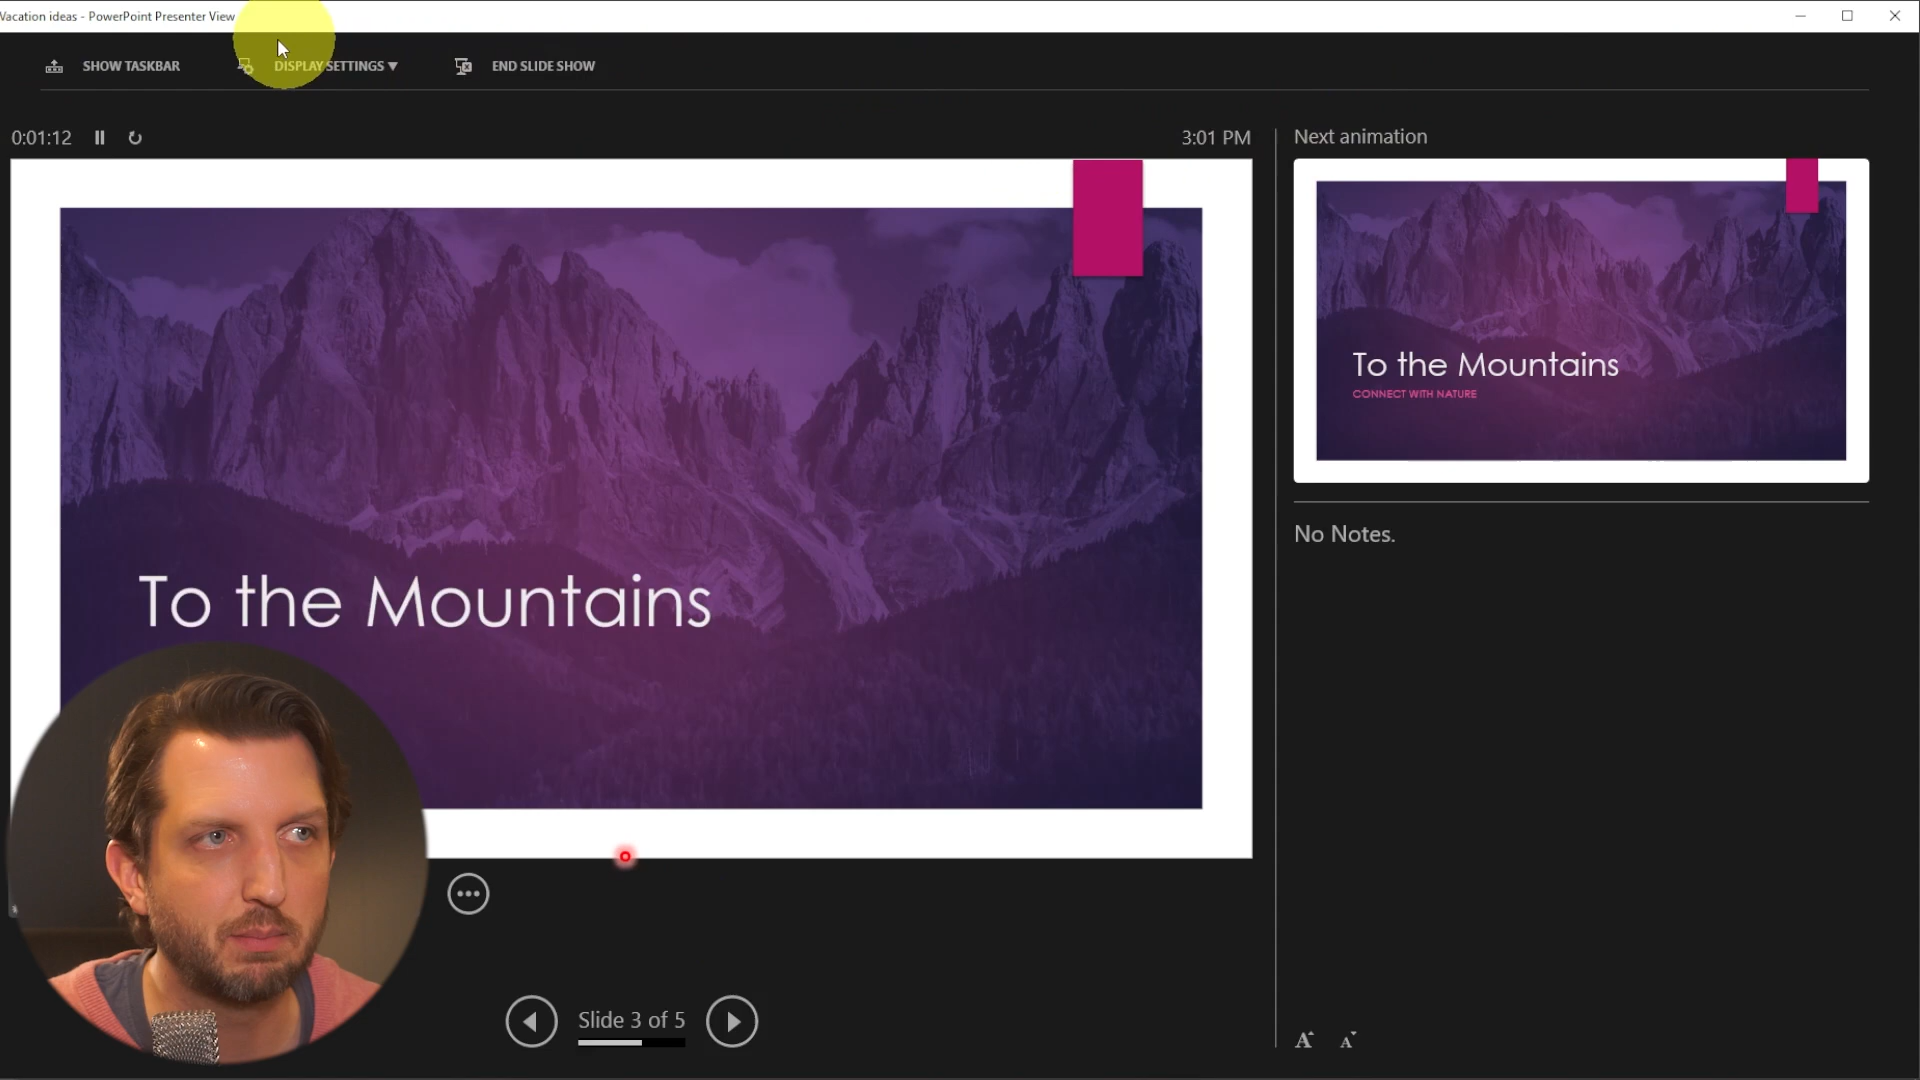 Vacation ideas - PowerPoint Presenter View
SHOW TASKBAR
DISPLAY SETTINGS ▼
END SLIDE SHOW
0:01:12
3:01 PM
To the Mountains
Slide 3 of 5
Next animation
To the Mountains
CONNECT WITH NATURE
No Notes.
A
A